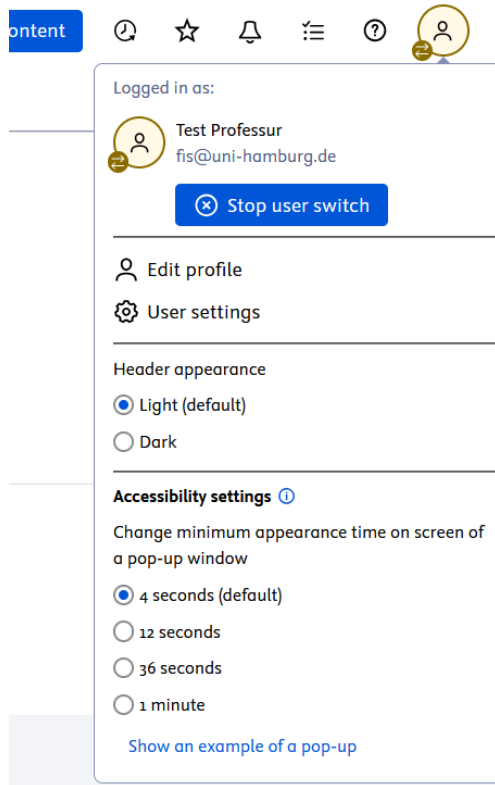 ontent
Logged in as:
Test Professur
fis@uni-hamburg.de
Stop user switch
Edit profile
User settings
Header appearance
Light (default)
Dark
Accessibility settings
Change minimum appearance time on screen of
a pop-up window
4 seconds (default)
12 seconds
36 seconds
1 minute
Show an example of a pop-up